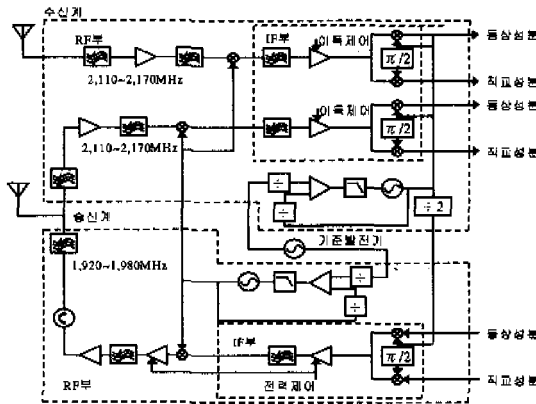 수신계
RF부
IF부
이득제어
동상성분
π/2
2,110~2,170MHz
직교성분
이득제어
동상성분
π/2
2,110~2,170MHz
직교성분
÷
÷
÷ 2
송신계
기준발전기
1,920~1,980MHz
÷
÷
IF부
동상성분
π/2
RF부
전력제어
직교성분